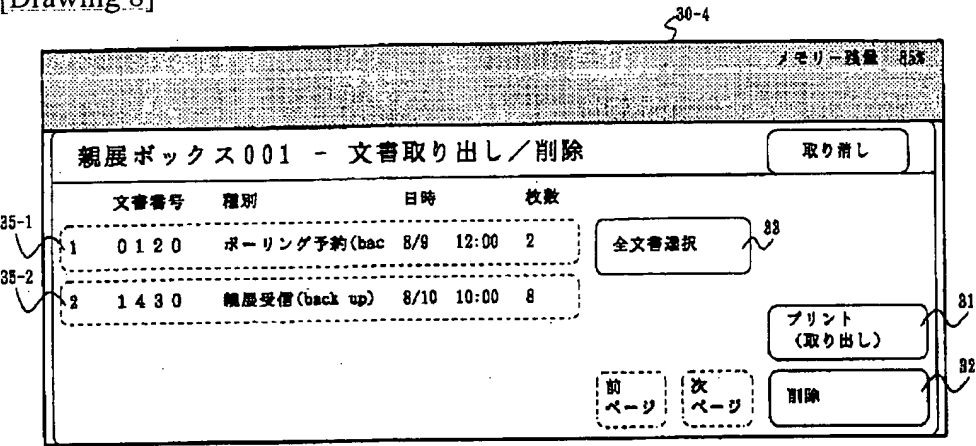 [Drawing 8]
30-4
メモリー残量 85%
親展ボックス001 - 文書取り出し/削除
取り消し
文書番号 種別 日時 枚数
35-1
1 0120 ポーリング予約(bac 8/9 12:00 2
全文書選択
33
35-2
2 1430 親展受信(back up) 8/10 10:00 8
プリント
(取り出し)
31
前
ページ
次
ページ
削除
32